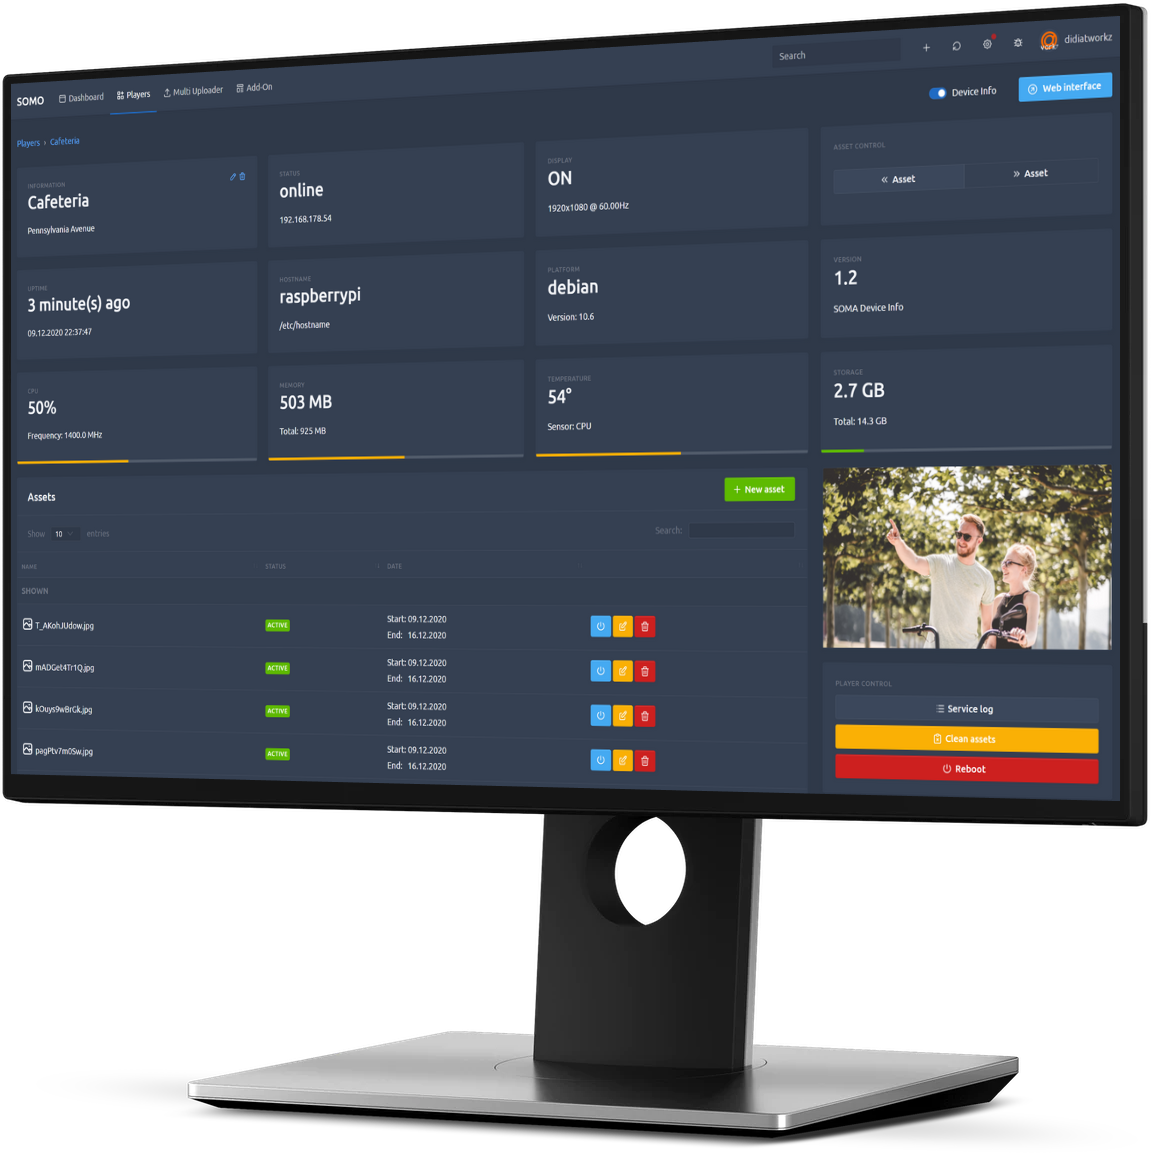 SOMO
Dashboard
Players
Multi Uploader
Add-On
Search
didiatworkz
Players › Cafeteria
Device Info
Web interface
INFORMATION
Cafeteria
Pennsylvania Avenue
STATUS
online
192.168.178.54
DISPLAY
ON
1920x1080 @ 60.00Hz
ASSET CONTROL
« Asset
» Asset
UPTIME
3 minute(s) ago
09.12.2020 22:37:47
HOSTNAME
raspberrypi
/etc/hostname
PLATFORM
debian
Version: 10.6
VERSION
1.2
SOMA Device Info
CPU
50%
Frequency: 1400.0 MHz
MEMORY
503 MB
Total: 925 MB
TEMPERATURE
54°
Sensor: CPU
STORAGE
2.7 GB
Total: 14.3 GB
Assets
+ New asset
Show 10 entries
Search:
NAME
STATUS
DATE
SHOWN
T_AKohJUdow.jpg
ACTIVE
Start: 09.12.2020
End: 16.12.2020
mADGet4Tr1Q.jpg
ACTIVE
Start: 09.12.2020
End: 16.12.2020
kOuys9wBrGk.jpg
ACTIVE
Start: 09.12.2020
End: 16.12.2020
pagPtv7m0Sw.jpg
ACTIVE
Start: 09.12.2020
End: 16.12.2020
PLAYER CONTROL
Service log
Clean assets
Reboot